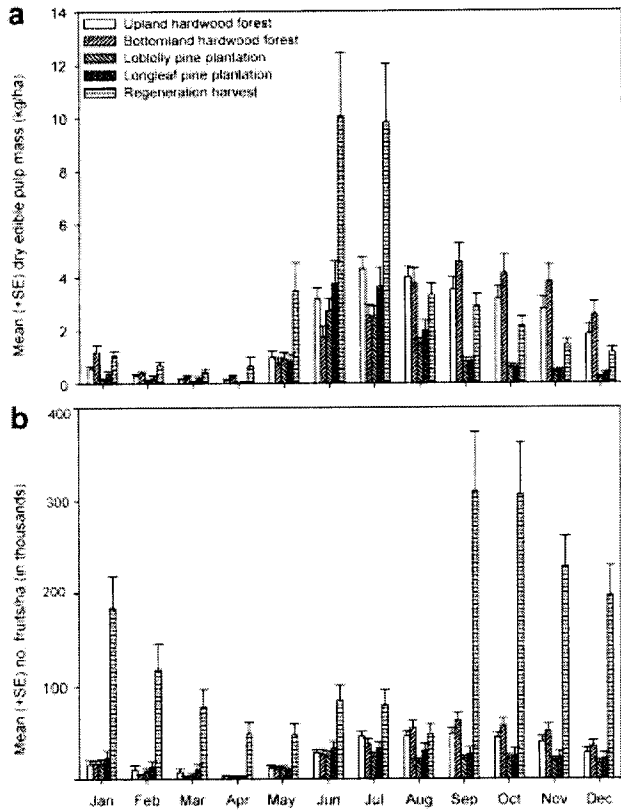 a
Upland hardwood forest
Bottomland hardwood forest
Loblolly pine plantation
Longleaf pine plantation
Regeneration harvest
Mean (+SE) dry edible pulp mass (kg/ha)
14
12
10
8
6
4
2
0
b
Mean (+SE) no. fruits/ha (in thousands)
400
300
200
100
Jan Feb Mar Apr May Jun Jul Aug Sep Oct Nov Dec